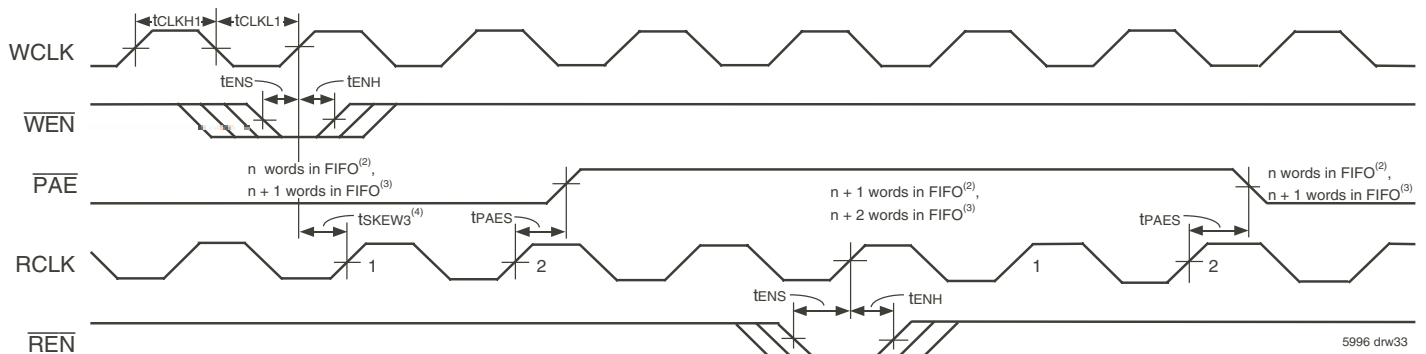 tCLKH1 tCLKL1
WCLK
tENS tENH
WEN
n words in FIFO(2), n words in FIFO(2),
PAE n + 1 words in FIFO(3) n + 1 words in FIFO(2), n + 1 words in FIFO(3)
n + 2 words in FIFO(3)
tSKEW3(4) tPAES tPAES
RCLK 1 2 1 2
tENS tENH
REN
5996 drw33